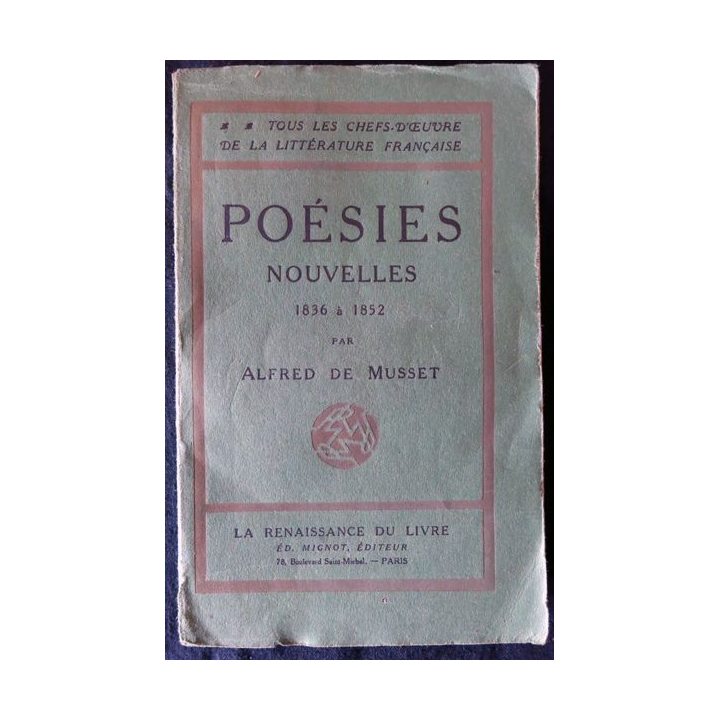 TOUS LES CHEFS-D'ŒUVRE
DE LA LITTÉRATURE FRANÇAISE
POÉSIES
NOUVELLES
1836 à 1852
PAR
ALFRED DE MUSSET
LA RENAISSANCE DU LIVRE
ÉD. MIGNOT, ÉDITEUR
78, Boulevard Saint-Michel. — PARIS